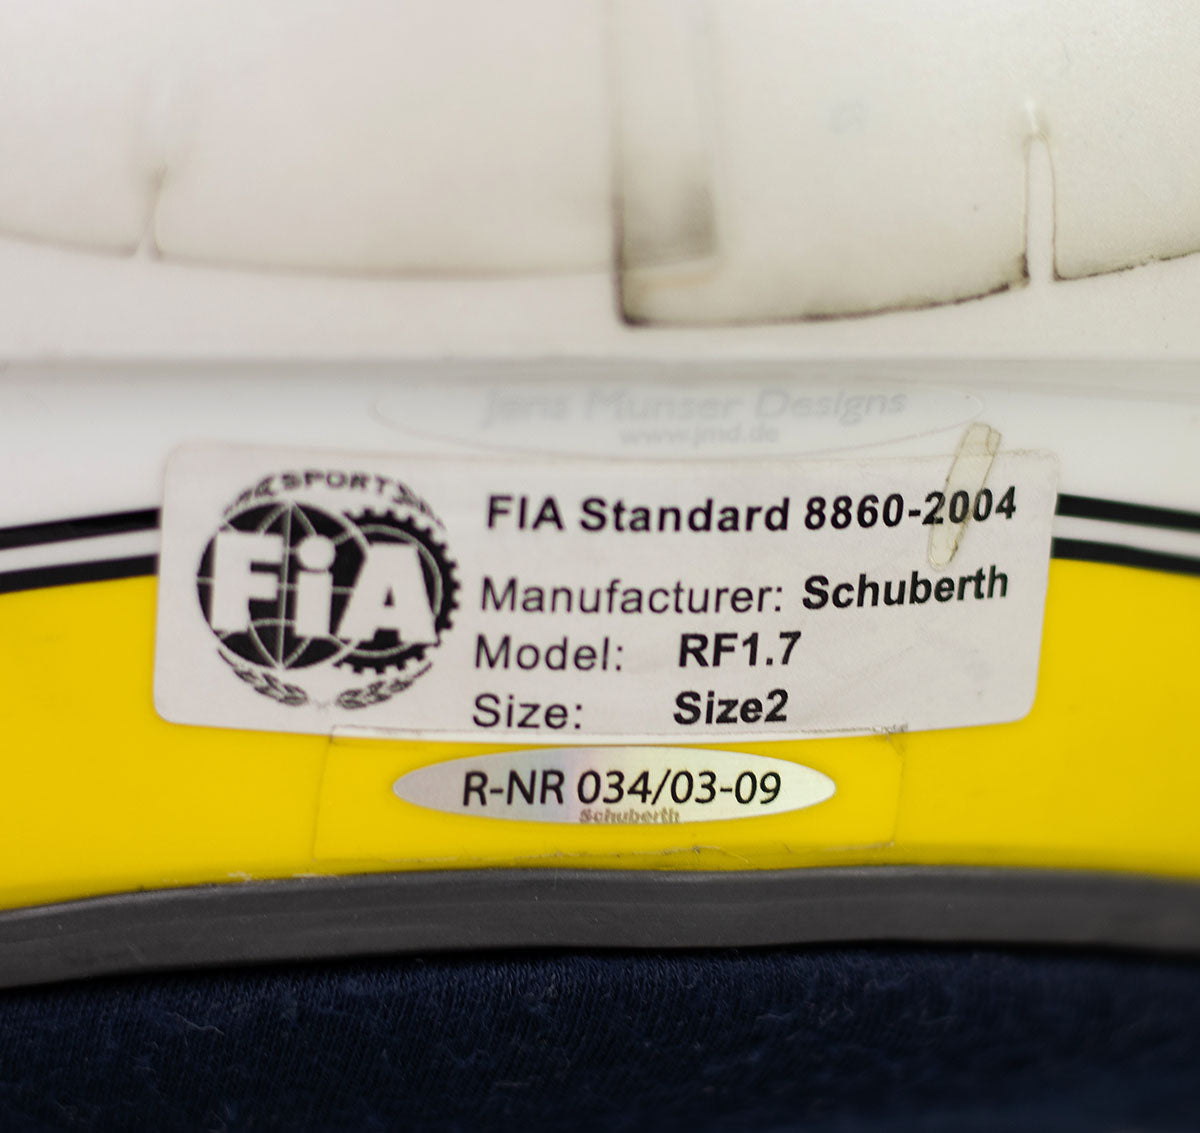 Jens Munser Designs
www.jmd.de
SPORT
FiA
FIA Standard 8860-2004
Manufacturer: Schuberth
Model: RF1.7
Size: Size2
R-NR 034/03-09
Schuberth